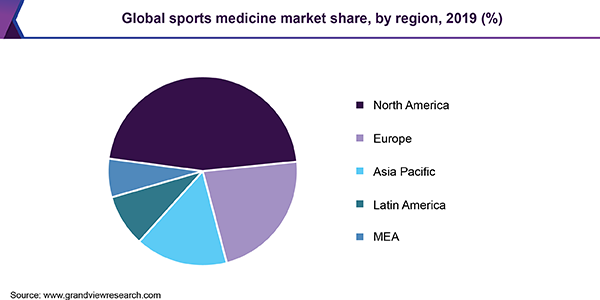 Global sports medicine market share, by region, 2019 (%)
North America
Europe
Asia Pacific
Latin America
MEA
Source: www.grandviewresearch.com